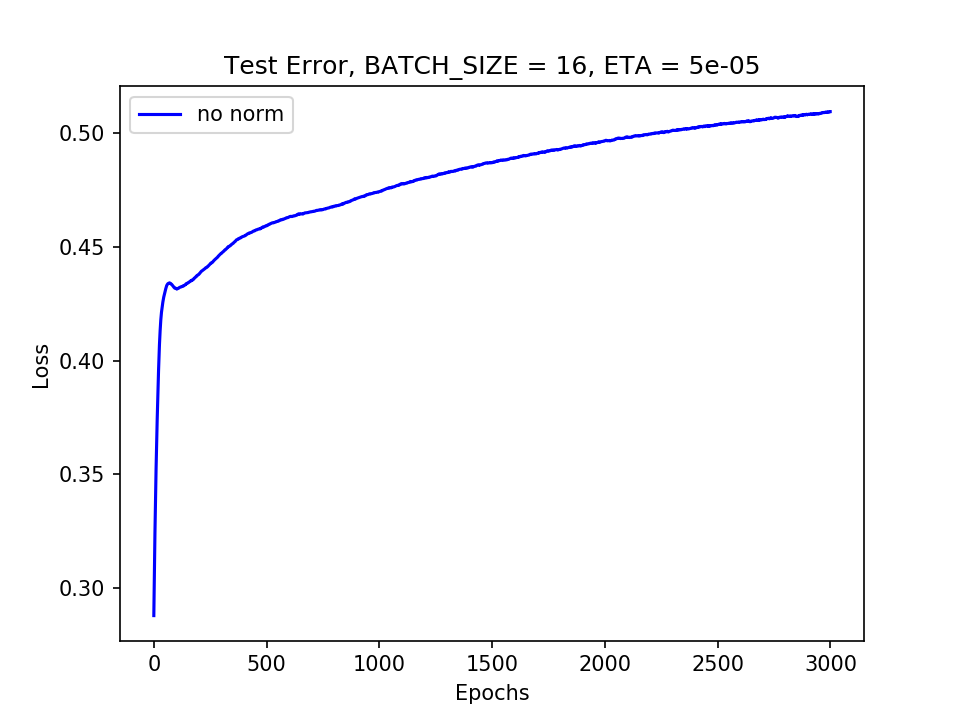 Test Error, BATCH_SIZE = 16, ETA = 5e-05
no norm
0.50
0.45
0.40
0.35
0.30
Loss
0 500 1000 1500 2000 2500 3000
Epochs